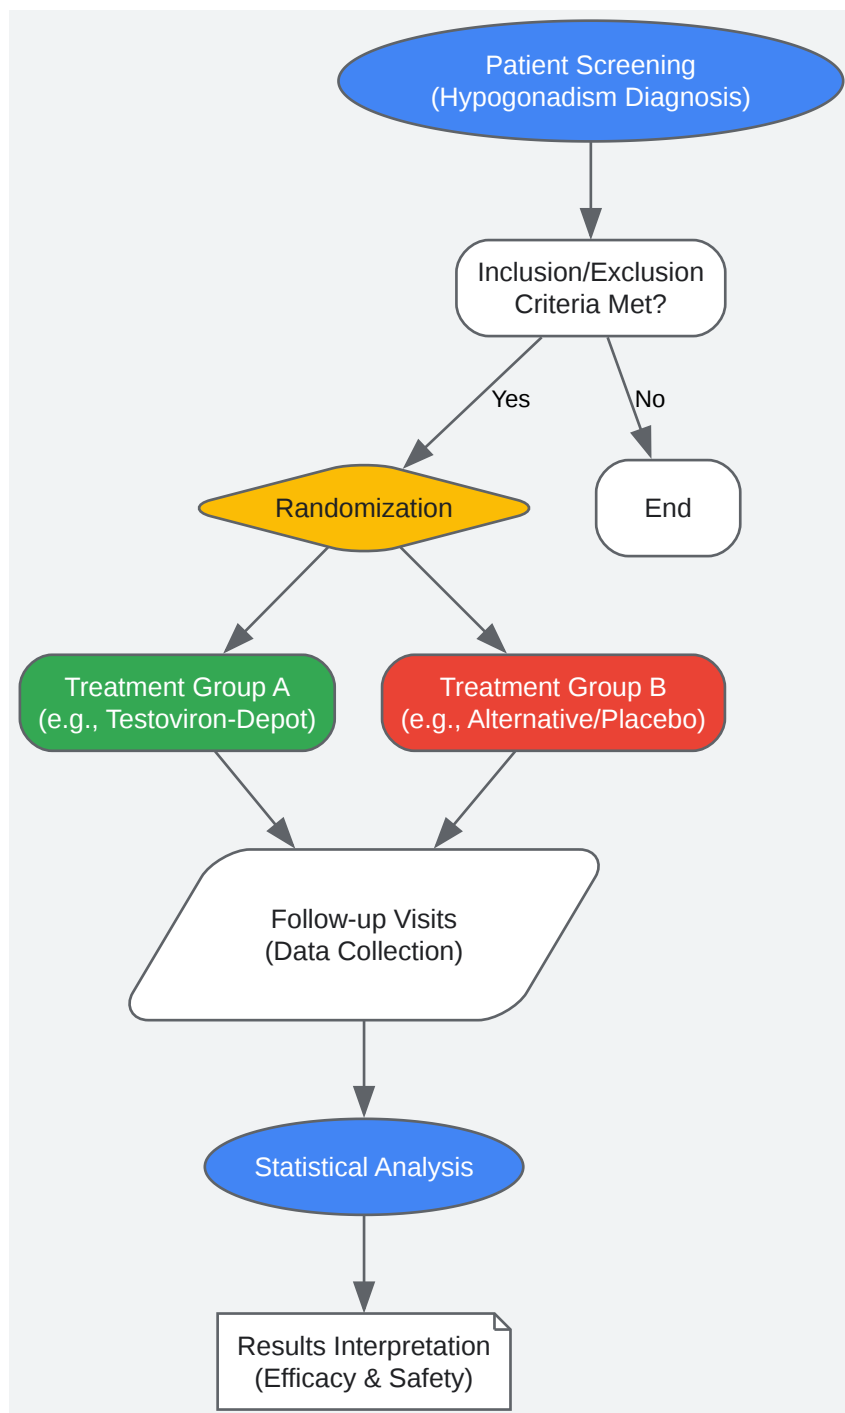 Patient Screening
(Hypogonadism Diagnosis)
Inclusion/Exclusion
Criteria Met?
Yes
No
Randomization
End
Treatment Group A
(e.g., Testoviron-Depot)
Treatment Group B
(e.g., Alternative/Placebo)
Follow-up Visits
(Data Collection)
Statistical Analysis
Results Interpretation
(Efficacy & Safety)